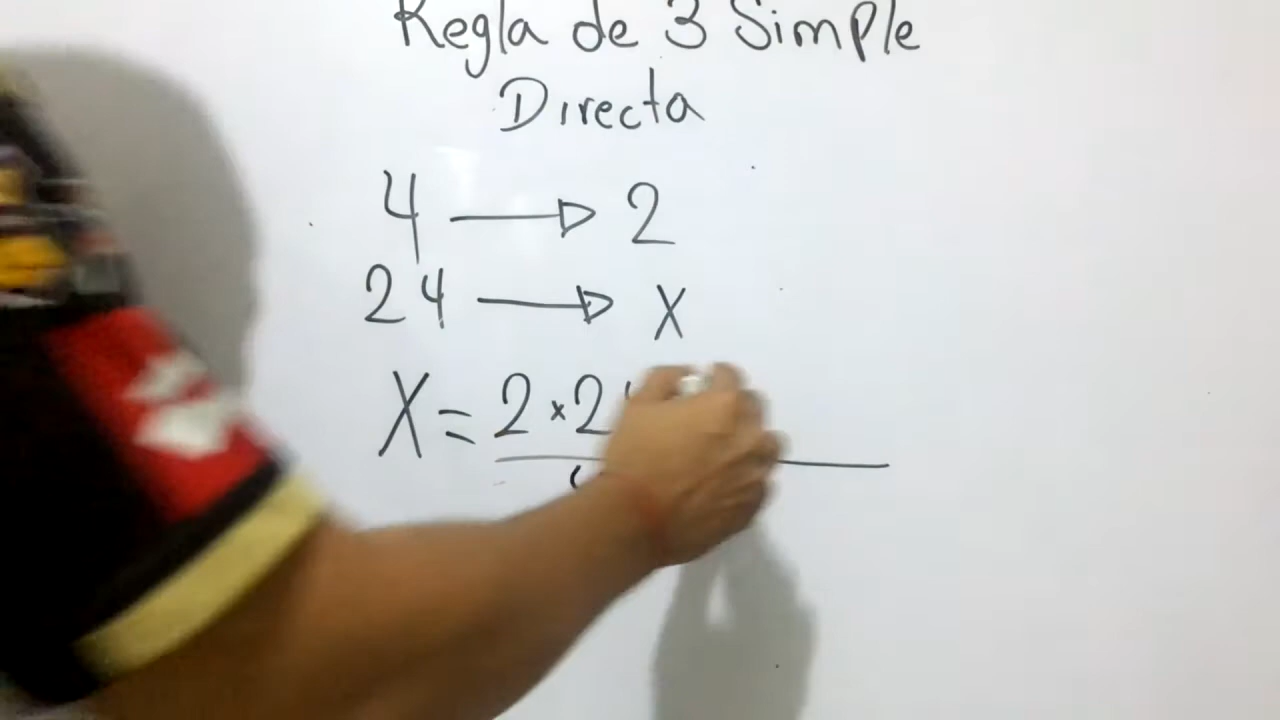 Regla de 3 Simple
Directa
4 → 2
24 → X
X = 2 × 2